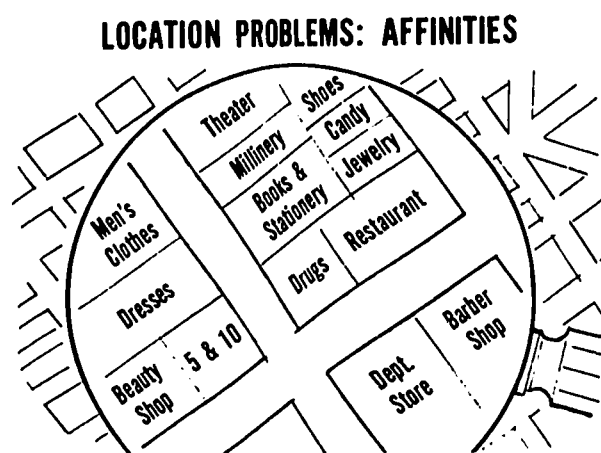 LOCATION PROBLEMS: AFFINITIES
Theater
Shoes
Millinery
Candy
Books &
Stationery
Jewelry
Men's
Clothes
Drugs
Restaurant
Dresses
Beauty
Shop
5 & 10
Dept.
Store
Barber
Shop